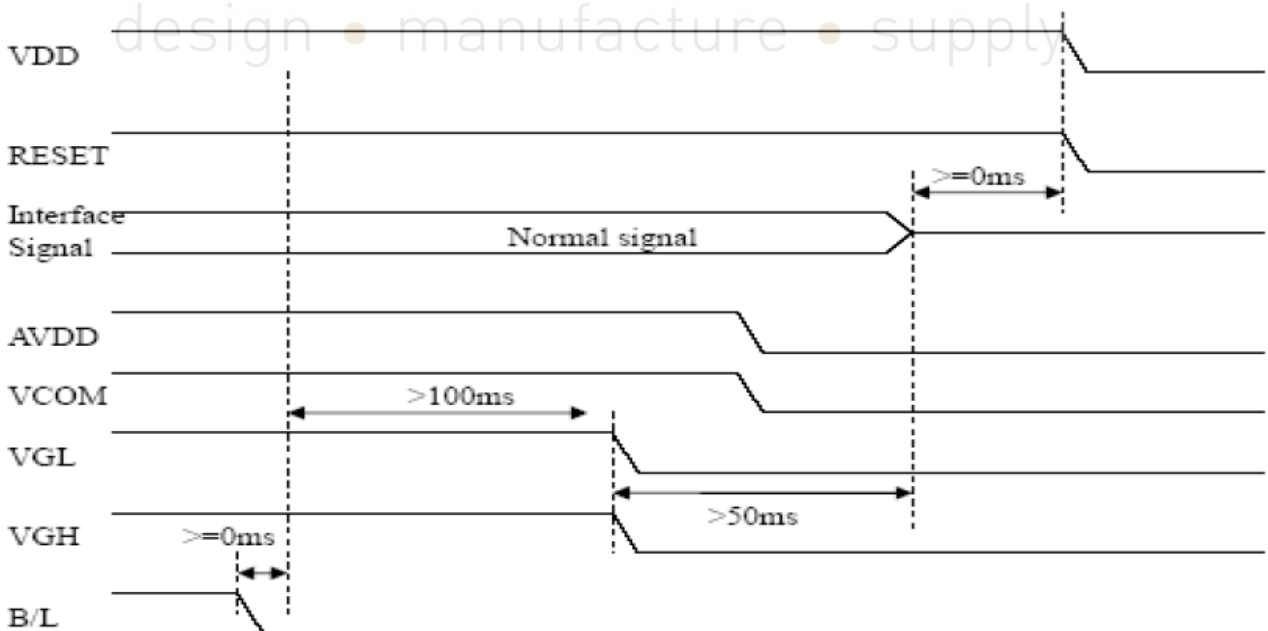 design • manufacture • supply
VDD
RESET
>=0ms
Interface
Signal
Normal signal
AVDD
VCOM
>100ms
VGL
>50ms
VGH
>=0ms
B/L